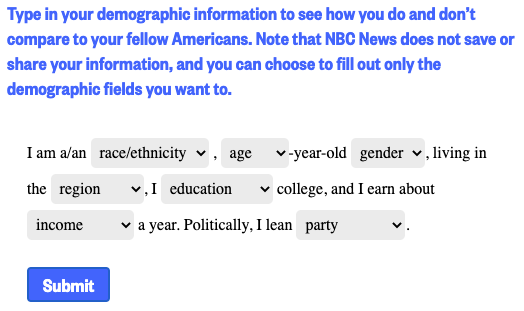 Type in your demographic information to see how you do and don’t
compare to your fellow Americans. Note that NBC News does not save or
share your information, and you can choose to fill out only the
demographic fields you want to.
I am a/an race/ethnicity , age -year-old gender , living in
the region , I education college, and I earn about
income a year. Politically, I lean party .
Submit